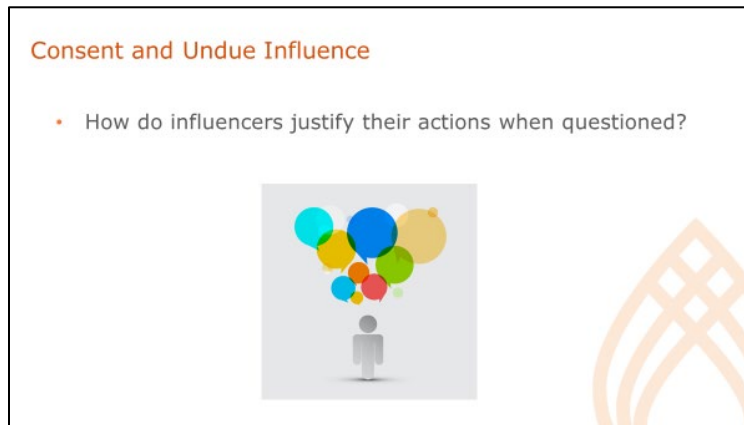 Consent and Undue Influence
• How do influencers justify their actions when questioned?